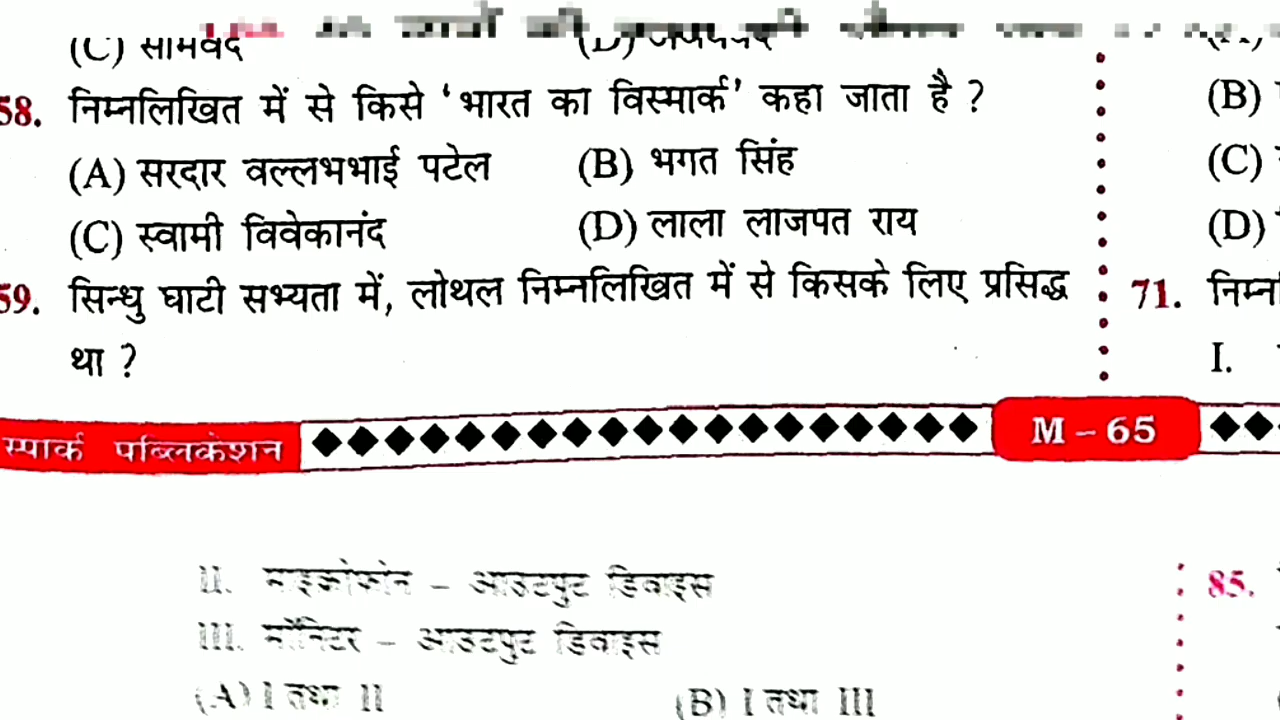 (C) सामवेद
58. निम्नलिखित में से किसे ‘भारत का विस्मार्क’ कहा जाता है ?
(A) सरदार वल्लभभाई पटेल (B) भगत सिंह
(C) स्वामी विवेकानंद (D) लाला लाजपत राय
59. सिन्धु घाटी सभ्यता में, लोथल निम्नलिखित में से किसके लिए प्रसिद्ध
था ?
(B)
(C)
(D)
71.
I.
स्पार्क पब्लिकेशन M – 65
II. माइक्रोफोन – आउटपुट डिवाइस
III. मॉनिटर – आउटपुट डिवाइस
(A) I तथा II (B) I तथा III
85.